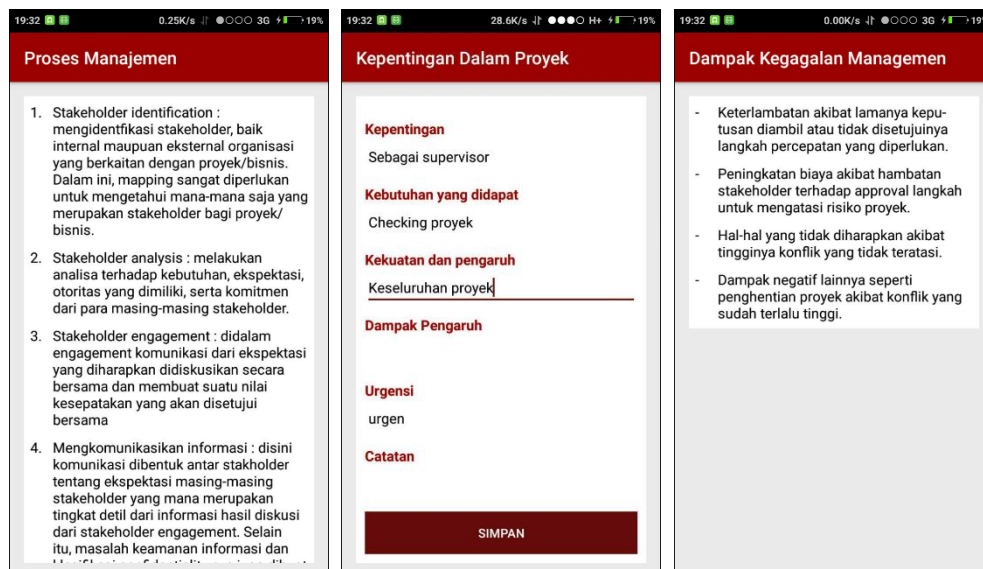 19:32 0.25K/s 3G 19%
Proses Manajemen
1. Stakeholder identification :
mengidentfikasi stakeholder, baik
internal maupuan eksternal organisasi
yang berkaitan dengan proyek/bisnis.
Dalam ini, mapping sangat diperlukan
untuk mengetahui mana-mana saja yang
merupakan stakeholder bagi proyek/
bisnis.
2. Stakeholder analysis : melakukan
analisa terhadap kebutuhan, ekspektasi,
otoritas yang dimiliki, serta komitmen
dari para masing-masing stakeholder.
3. Stakeholder engagement : didalam
engagement komunikasi dari ekspektasi
yang diharapkan didiskusikan secara
bersama dan membuat suatu nilai
kesepatakan yang akan disetujui
bersama
4. Mengkomunikasikan informasi : disini
komunikasi dibentuk antar stakholder
tentang ekspektasi masing-masing
stakeholder yang mana merupakan
tingkat detil dari informasi hasil diskusi
dari stakeholder engagement. Selain
itu, masalah keamanan informasi dan
19:32 28.6K/s H+ 19%
Kepentingan Dalam Proyek
Kepentingan
Sebagai supervisor
Kebutuhan yang didapat
Checking proyek
Kekuatan dan pengaruh
Keseluruhan proyek
Dampak Pengaruh
Urgensi
urgen
Catatan
SIMPAN
19:32 0.00K/s 3G 19%
Dampak Kegagalan Managemen
- Keterlambatan akibat lamanya kepu-
tusan diambil atau tidak disetujuinya
langkah percepatan yang diperlukan.
- Peningkatan biaya akibat hambatan
stakeholder terhadap approval langkah
untuk mengatasi risiko proyek.
- Hal-hal yang tidak diharapkan akibat
tingginya konflik yang tidak teratasi.
- Dampak negatif lainnya seperti
penghentian proyek akibat konflik yang
sudah terlalu tinggi.